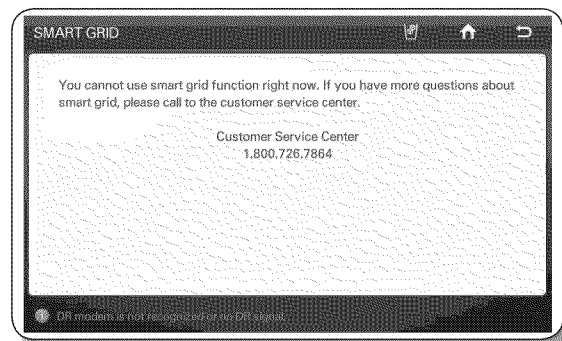 SMART GRID
You cannot use smart grid function right now. If you have more questions about
smart grid, please call to the customer service center.
Customer Service Center
1.800.726.7864
DR modem is not recognized or no DR signal.